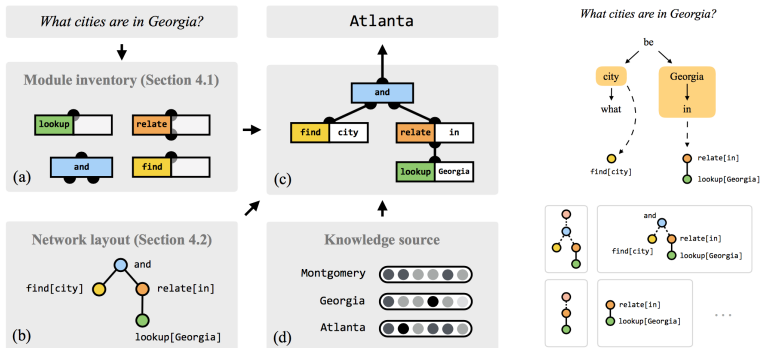 What cities are in Georgia?
Atlanta
Module inventory (Section 4.1)
lookup
relate
and
find
(a)
and
find
city
relate
in
lookup
Georgia
(c)
Network layout (Section 4.2)
and
find[city]
relate[in]
lookup[Georgia]
(b)
Knowledge source
Montgomery
Georgia
Atlanta
(d)
What cities are in Georgia?
be
city
Georgia
what
in
find[city]
relate[in]
lookup[Georgia]
and
find[city]
relate[in]
lookup[Georgia]
relate[in]
lookup[Georgia]
...